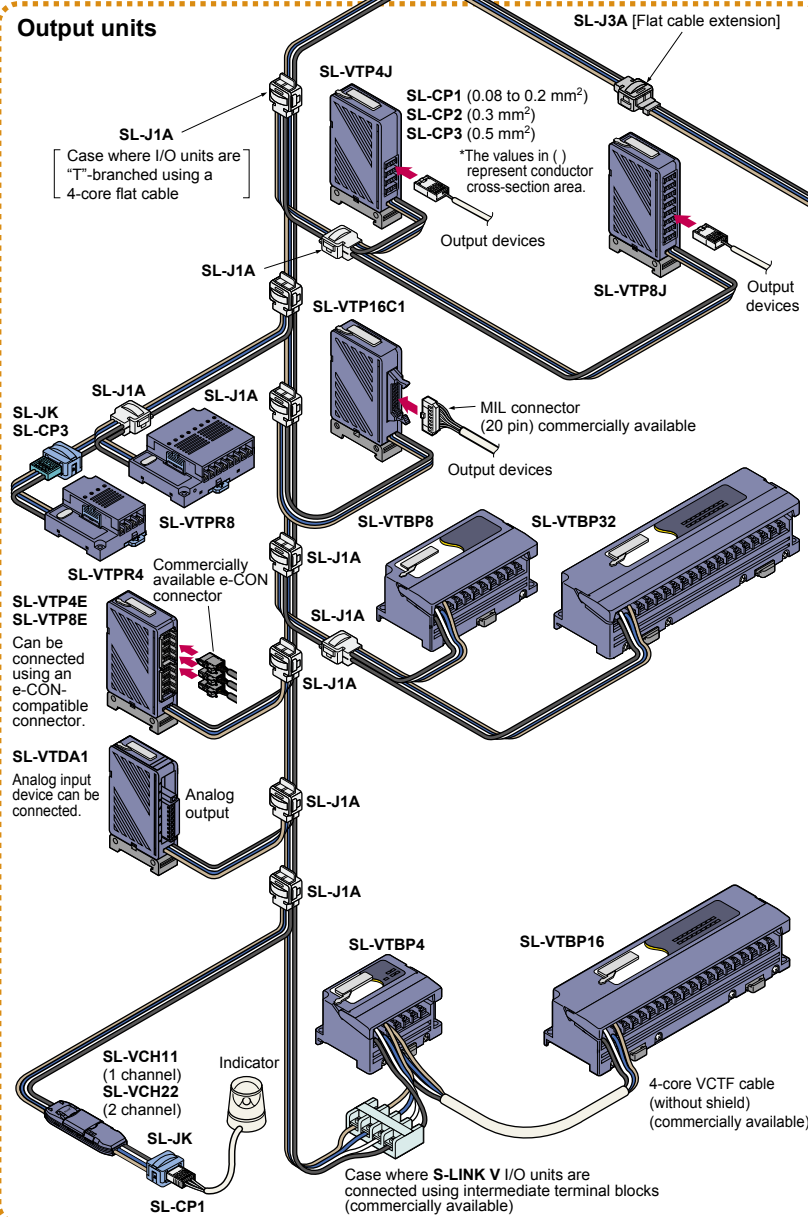 Output units
SL-J3A [Flat cable extension]
SL-VTP4J
SL-CP1 (0.08 to 0.2 mm²)
SL-CP2 (0.3 mm²)
SL-CP3 (0.5 mm²)
*The values in ( )
represent conductor
cross-section area.
SL-J1A
Case where I/O units are
“T”-branched using a
4-core flat cable
Output devices
SL-J1A
SL-VTP8J
Output
devices
SL-VTP16C1
SL-J1A
SL-J1A
SL-JK
SL-CP3
MIL connector
(20 pin) commercially available
Output devices
SL-VTPR8
SL-VTBP8
SL-VTBP32
SL-VTPR4
Commercially
available e-CON
connector
SL-J1A
SL-VTP4E
SL-VTP8E
Can be
connected
using an
e-CON-
compatible
connector.
SL-J1A
SL-J1A
SL-VTDA1
Analog input
device can be
connected.
Analog
output
SL-J1A
SL-J1A
SL-VTBP4
SL-VTBP16
SL-VCH11
(1 channel)
SL-VCH22
(2 channel)
Indicator
SL-JK
SL-CP1
4-core VCTF cable
(without shield)
(commercially available)
Case where S-LINK V I/O units are
connected using intermediate terminal blocks
(commercially available)